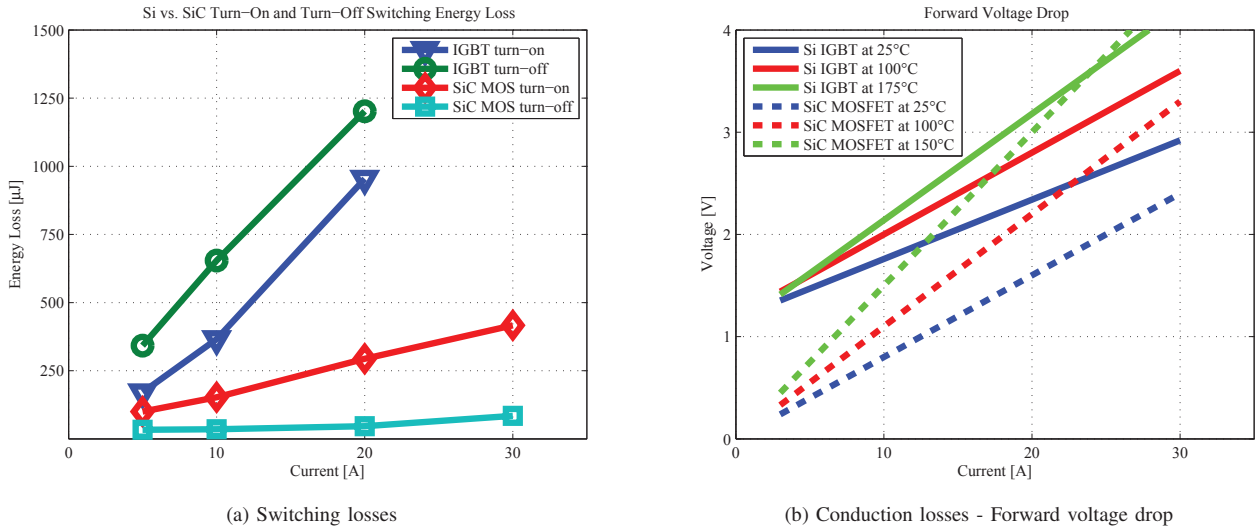 Si vs. SiC Turn−On and Turn−Off Switching Energy Loss
1500
1250
1000
750
500
250
0
10
20
30
Energy Loss [µJ]
Current [A]
IGBT turn−on
IGBT turn−off
SiC MOS turn−on
SiC MOS turn−off
(a) Switching losses
Forward Voltage Drop
4
3
2
1
0
0
10
20
30
Voltage [V]
Current [A]
Si IGBT at 25°C
Si IGBT at 100°C
Si IGBT at 175°C
SiC MOSFET at 25°C
SiC MOSFET at 100°C
SiC MOSFET at 150°C
(b) Conduction losses - Forward voltage drop